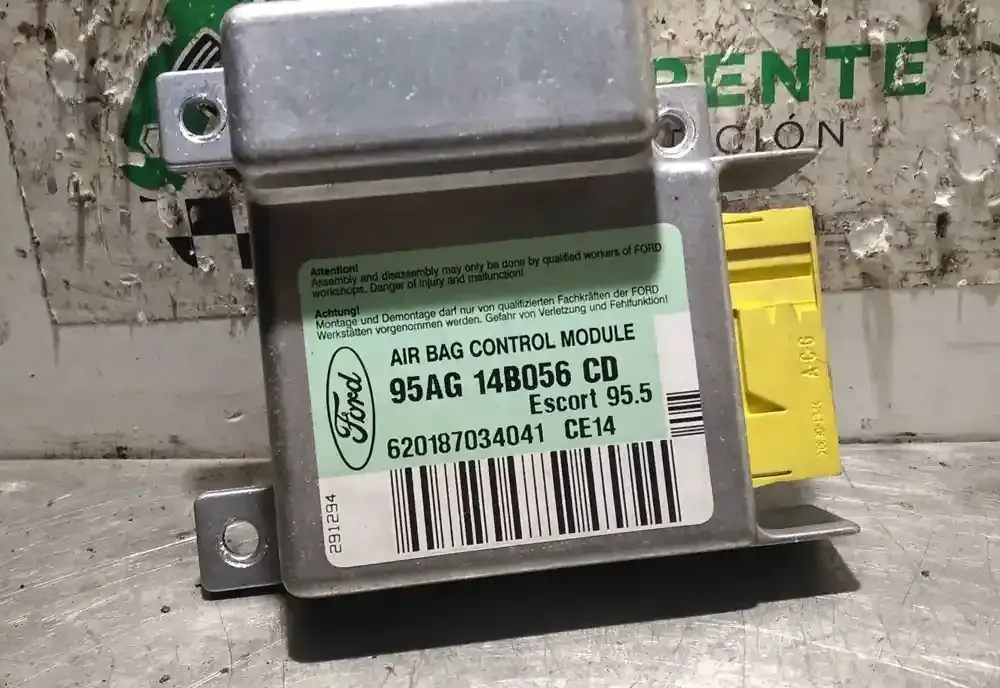 RENTE
CIÓN
Attention!
Assembly and disassembly may only be done by qualified workers of FORD
workshops. Danger of injury and malfunction!
Achtung!
Montage und Demontage darf nur von qualifizierten Fachkräften der FORD
Werkstätten vorgenommen werden. Gefahr von Verletzung und Fehlfunktion!
Ford
AIR BAG CONTROL MODULE
95AG 14B056 CD
Escort 95.5
620187034041 CE14
291294